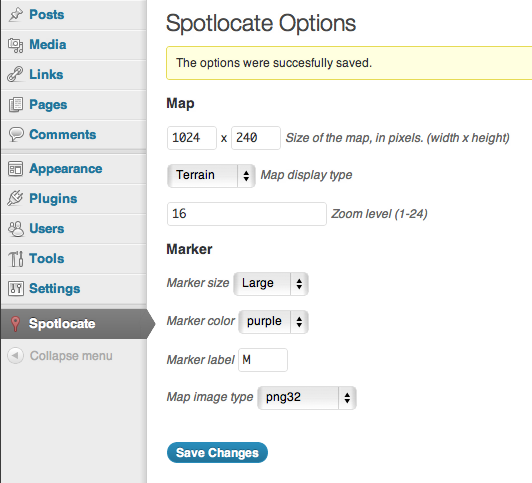 Posts
Media
Links
Pages
Comments
Appearance
Plugins
Users
Tools
Settings
Spotlocate
Collapse menu
Spotlocate Options
The options were succesfully saved.
Map
1024 x 240 Size of the map, in pixels. (width x height)
Terrain Map display type
16 Zoom level (1-24)
Marker
Marker size Large
Marker color purple
Marker label M
Map image type png32
Save Changes